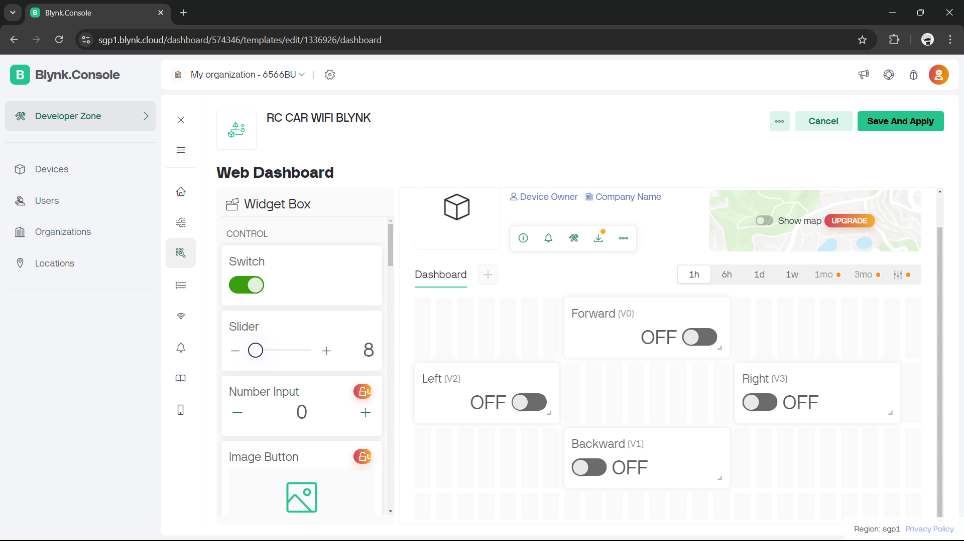 Blynk.Console
sgp1.blynk.cloud/dashboard/574346/templates/edit/1336926/dashboard
B Blynk.Console
My organization - 6566BU
Developer Zone
Devices
Users
Organizations
Locations
RC CAR WIFI BLYNK
Cancel
Save And Apply
Web Dashboard
Widget Box
CONTROL
Switch
Slider
8
Number Input
0
Image Button
Device Owner
Company Name
Show map
UPGRADE
Dashboard
1h
6h
1d
1w
1mo
3mo
Forward (V0)
OFF
Left (V2)
OFF
Right (V3)
OFF
Backward (V1)
OFF
Region: sgp1 Privacy Policy